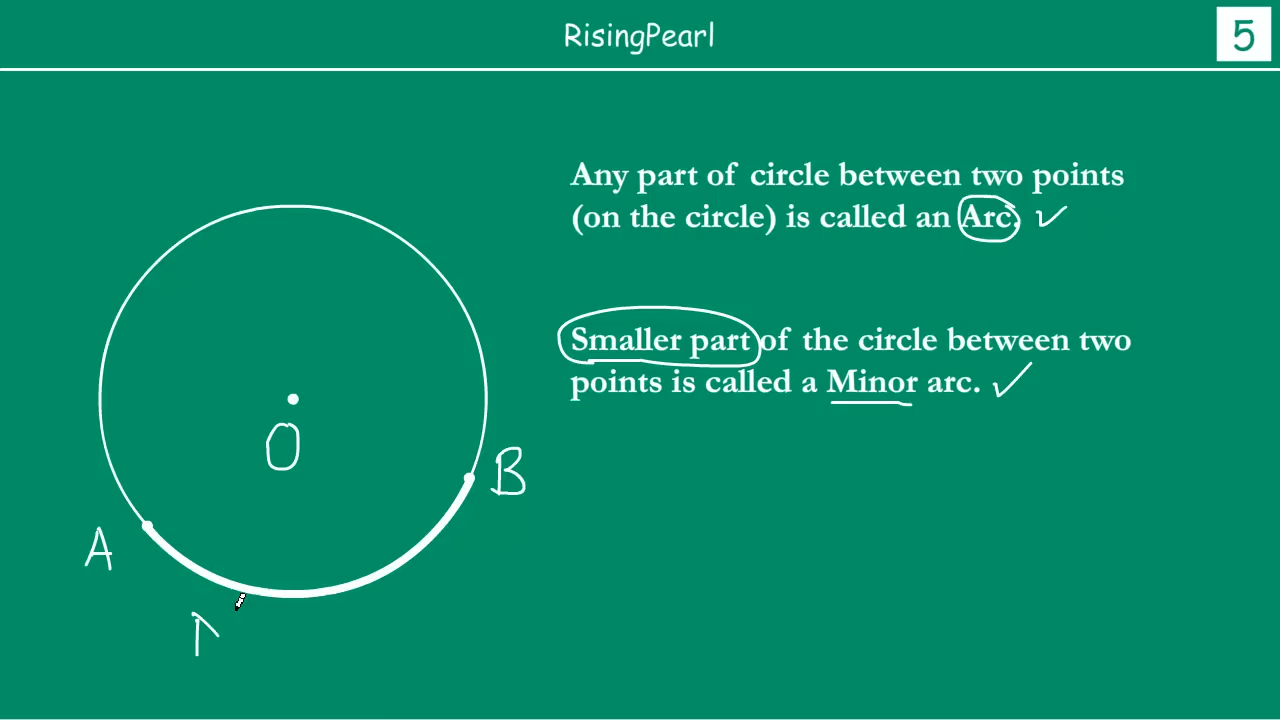 RisingPearl
5
Any part of circle between two points
(on the circle) is called an Arc.
Smaller part of the circle between two
points is called a Minor arc.
O
B
A